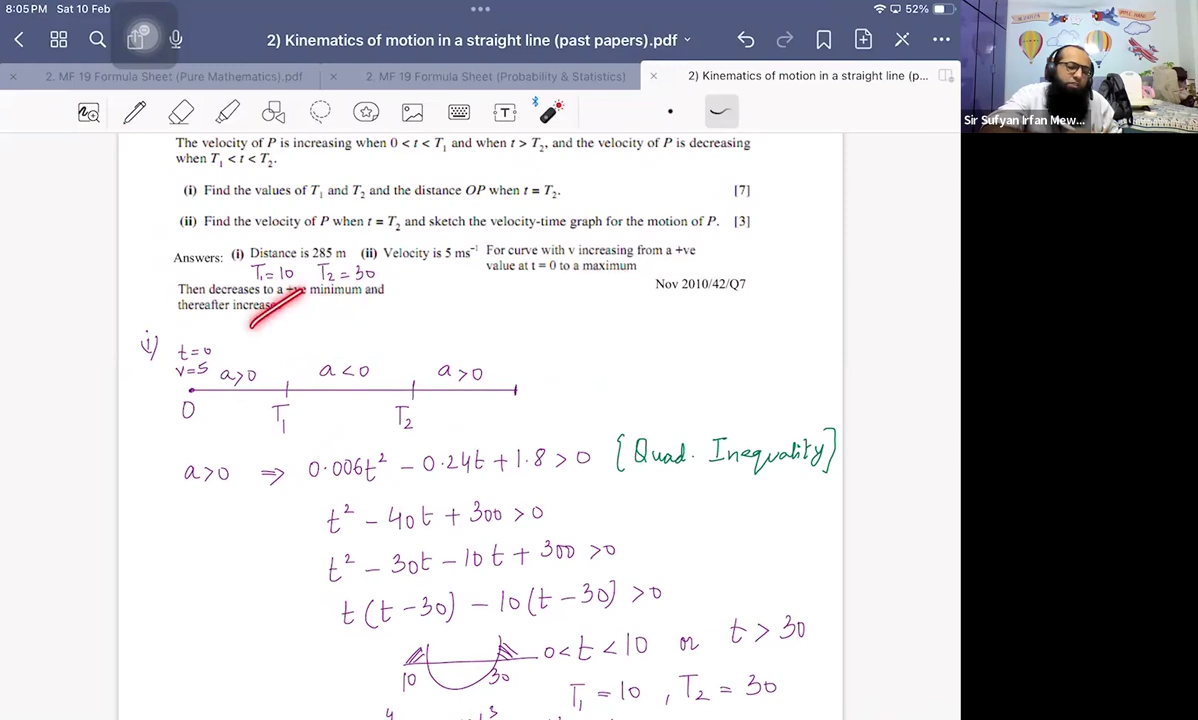 8:05PM Sat 10 Feb
52%
2) Kinematics of motion in a straight line (past papers).pdf
2. MF 19 Formula Sheet (Pure Mathematics).pdf
2. MF 19 Formula Sheet (Probability & Statistics)
2) Kinematics of motion in a straight line (p...
Sir Sufyan Irfan Mew...
The velocity of P is increasing when 0 < t < T₁ and when t > T₂, and the velocity of P is decreasing
when T₁ < t < T₂.
(i) Find the values of T₁ and T₂ and the distance OP when t = T₂. [7]
(ii) Find the velocity of P when t = T₂ and sketch the velocity-time graph for the motion of P. [3]
Answers: (i) Distance is 285 m (ii) Velocity is 5 ms⁻¹ For curve with v increasing from a +ve
value at t = 0 to a maximum
T₁ = 10 T₂ = 30
Nov 2010/42/Q7
Then decreases to a +ve minimum and
thereafter increas
i)
t=0
v=5
a>0 a<0 a>0
O T₁ T₂
a>0 ⇒ 0.006t² - 0.24t + 1.8 > 0 [Quad. Inequality]
t² - 40t + 300 > 0
t² - 30t - 10t + 300 > 0
t(t-30) - 10(t-30) > 0
0<t<10 or t > 30
10 30
T₁ = 10 , T₂ = 30